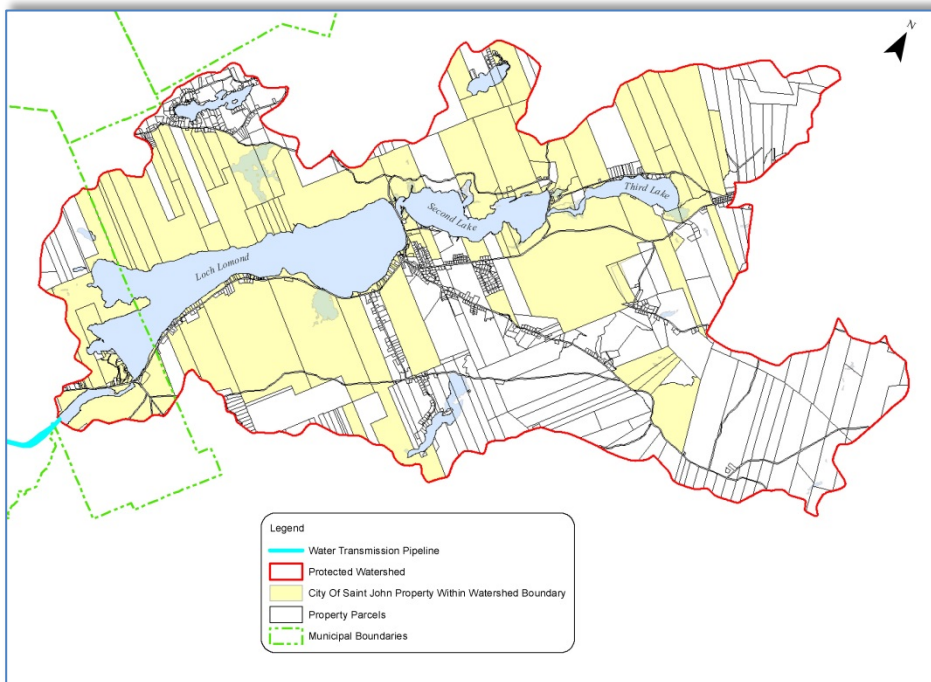 N
Third Lake
Second Lake
Loch Lomond
Legend
Water Transmission Pipeline
Protected Watershed
City Of Saint John Property Within Watershed Boundary
Property Parcels
Municipal Boundaries